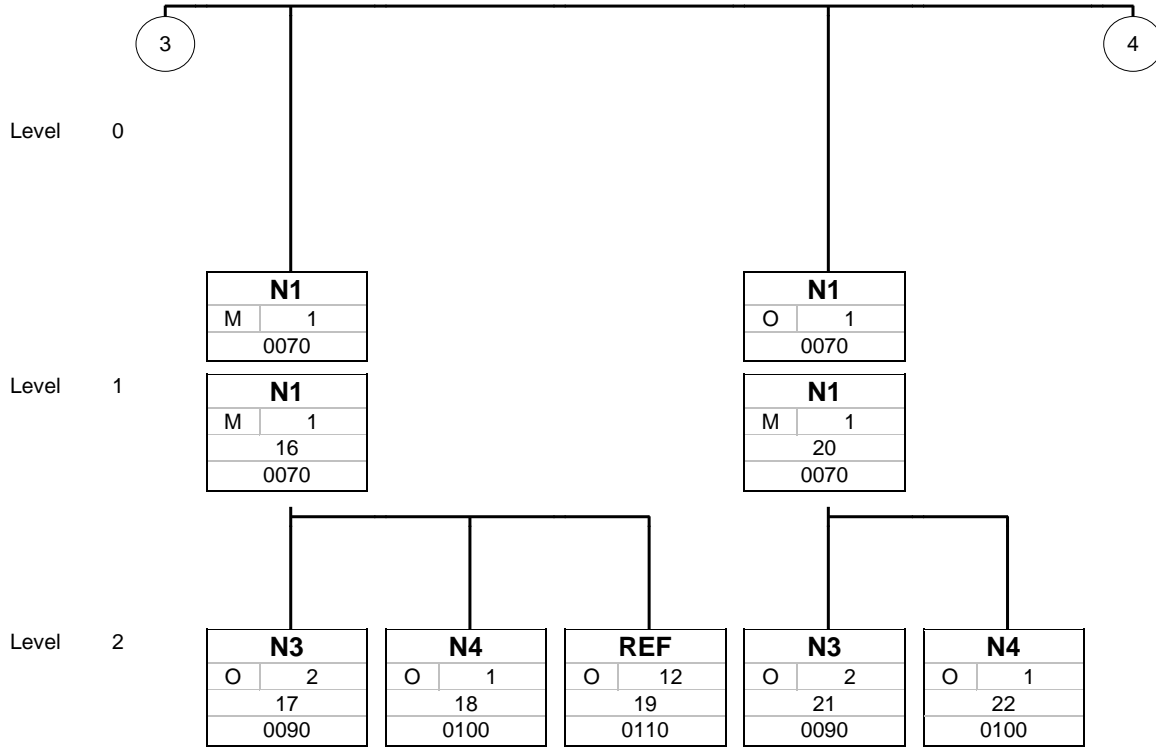 3 4
Level 0
N1 N1
M 1 O 1
0070 0070
Level 1
N1 N1
M 1 M 1
16 20
0070 0070
Level 2
N3 N4 REF N3 N4
O 2 O 1 O 12 O 2 O 1
17 18 19 21 22
0090 0100 0110 0090 0100